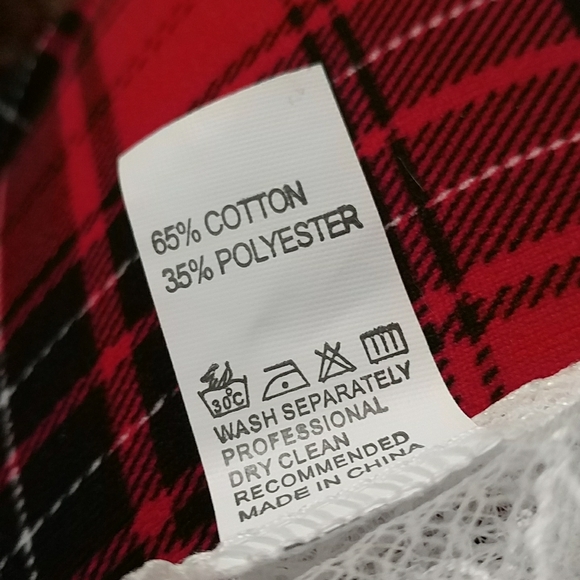 65% COTTON
35% POLYESTER
30°C
WASH SEPARATELY
PROFESSIONAL
DRY CLEAN
RECOMMENDED
MADE IN CHINA